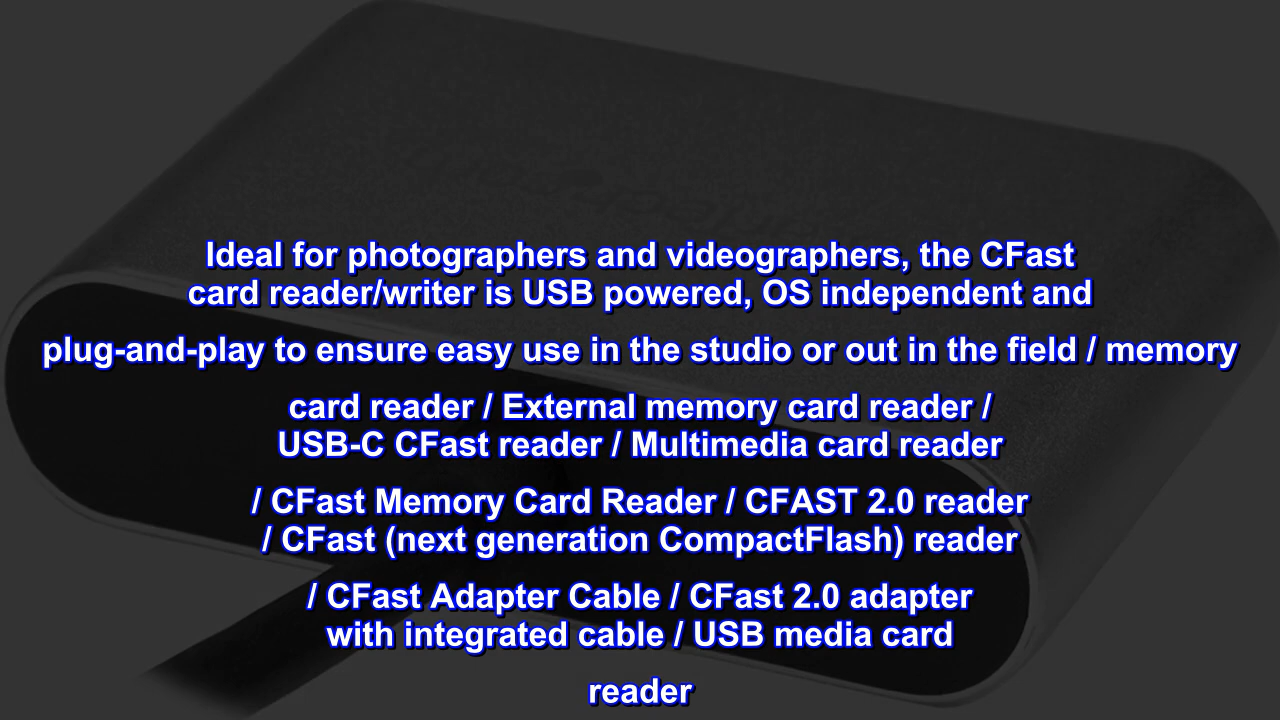 Ideal for photographers and videographers, the CFast
card reader/writer is USB powered, OS independent and
plug-and-play to ensure easy use in the studio or out in the field / memory
card reader / External memory card reader /
USB-C CFast reader / Multimedia card reader
/ CFast Memory Card Reader / CFAST 2.0 reader
/ CFast (next generation CompactFlash) reader
/ CFast Adapter Cable / CFast 2.0 adapter
with integrated cable / USB media card
reader